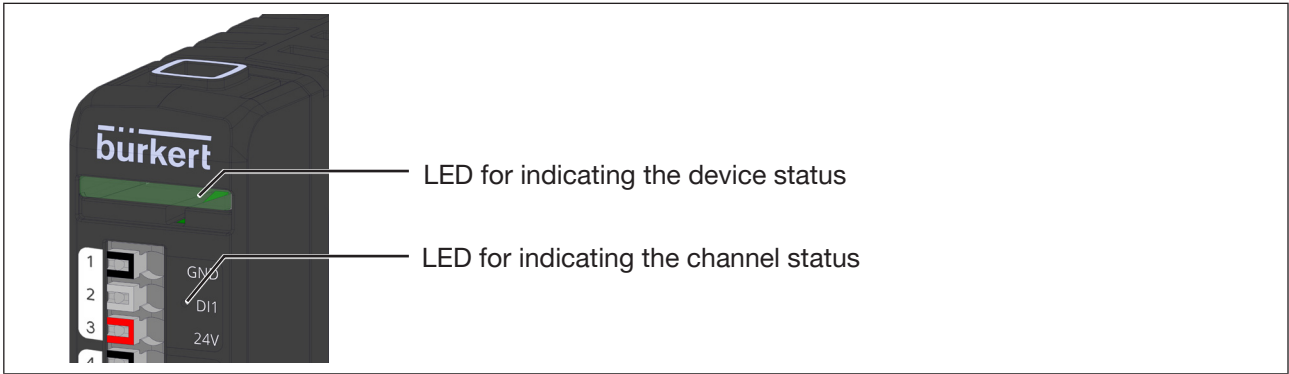 bürkert
LED for indicating the device status
LED for indicating the channel status
1
GND
2
DI1
3
24V
4